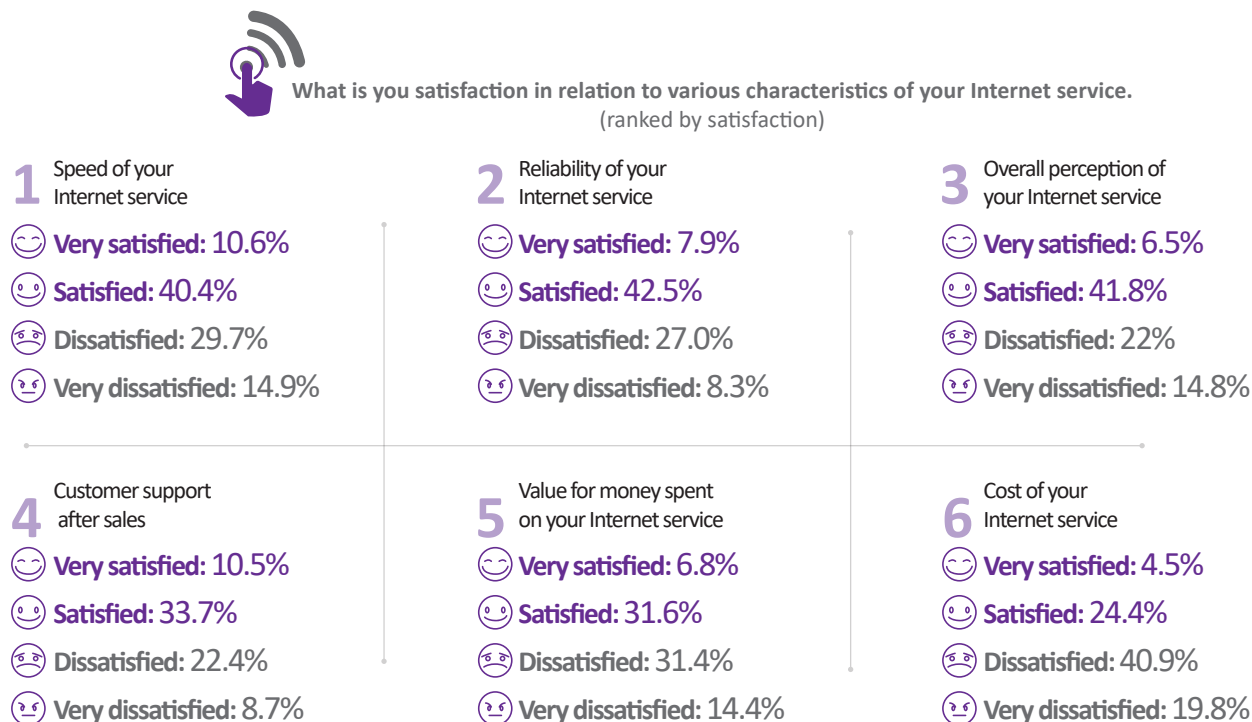 What is you satisfaction in relation to various characteristics of your Internet service.
(ranked by satisfaction)
1 Speed of your
Internet service
Very satisfied: 10.6%
Satisfied: 40.4%
Dissatisfied: 29.7%
Very dissatisfied: 14.9%
2 Reliability of your
Internet service
Very satisfied: 7.9%
Satisfied: 42.5%
Dissatisfied: 27.0%
Very dissatisfied: 8.3%
3 Overall perception of
your Internet service
Very satisfied: 6.5%
Satisfied: 41.8%
Dissatisfied: 22%
Very dissatisfied: 14.8%
4 Customer support
after sales
Very satisfied: 10.5%
Satisfied: 33.7%
Dissatisfied: 22.4%
Very dissatisfied: 8.7%
5 Value for money spent
on your Internet service
Very satisfied: 6.8%
Satisfied: 31.6%
Dissatisfied: 31.4%
Very dissatisfied: 14.4%
6 Cost of your
Internet service
Very satisfied: 4.5%
Satisfied: 24.4%
Dissatisfied: 40.9%
Very dissatisfied: 19.8%